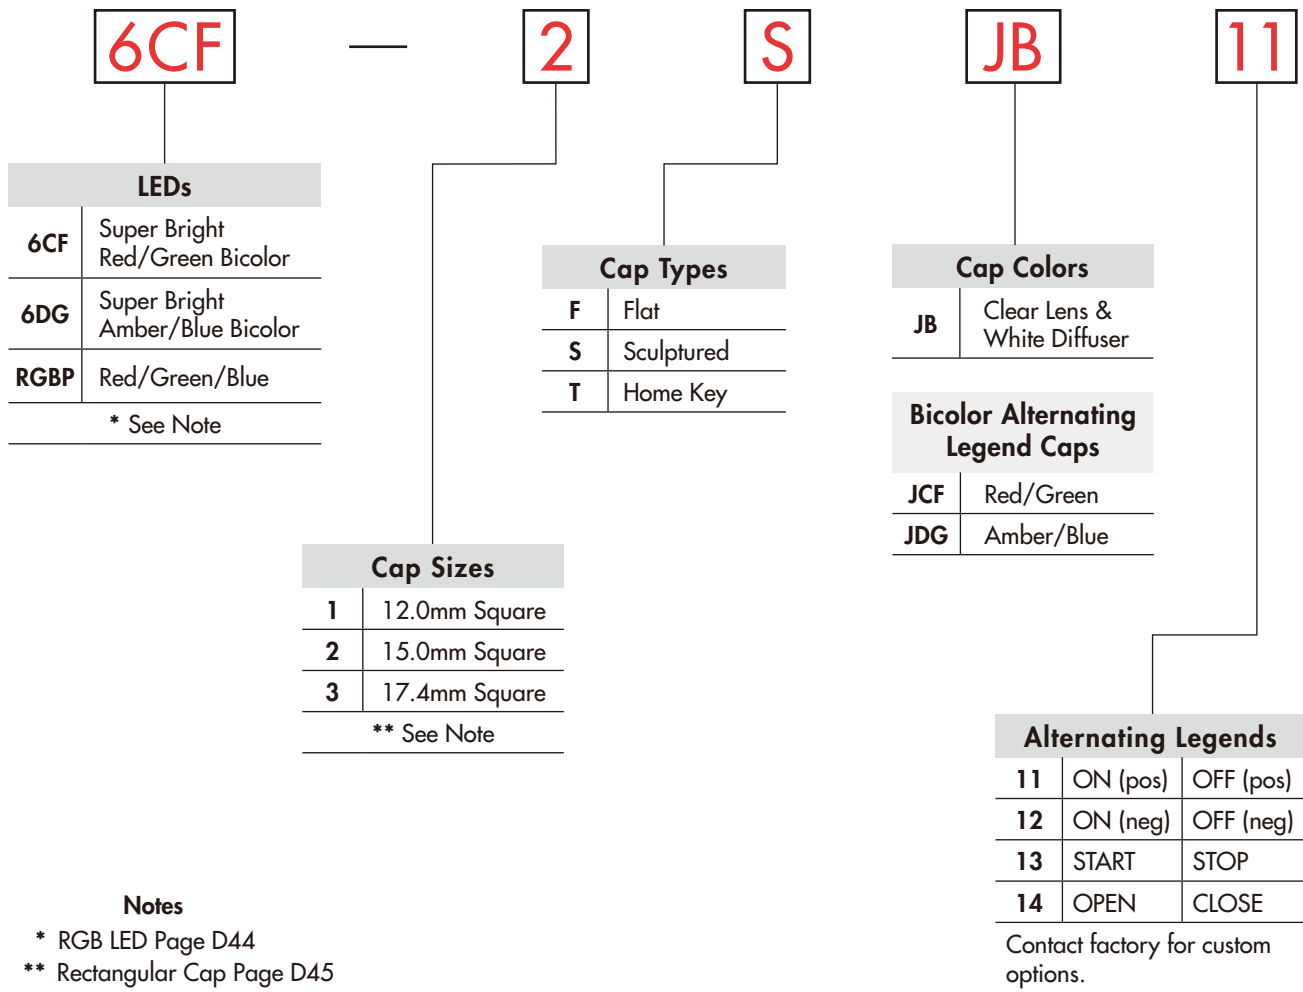 6CF — 2 S JB 11
LEDs
6CF Super Bright
Red/Green Bicolor
6DG Super Bright
Amber/Blue Bicolor
RGBP Red/Green/Blue
* See Note
Cap Sizes
1 12.0mm Square
2 15.0mm Square
3 17.4mm Square
** See Note
Cap Types
F Flat
S Sculptured
T Home Key
Cap Colors
JB Clear Lens &
White Diffuser
Bicolor Alternating
Legend Caps
JCF Red/Green
JDG Amber/Blue
Alternating Legends
11 ON (pos) OFF (pos)
12 ON (neg) OFF (neg)
13 START STOP
14 OPEN CLOSE
Contact factory for custom
options.
Notes
* RGB LED Page D44
** Rectangular Cap Page D45